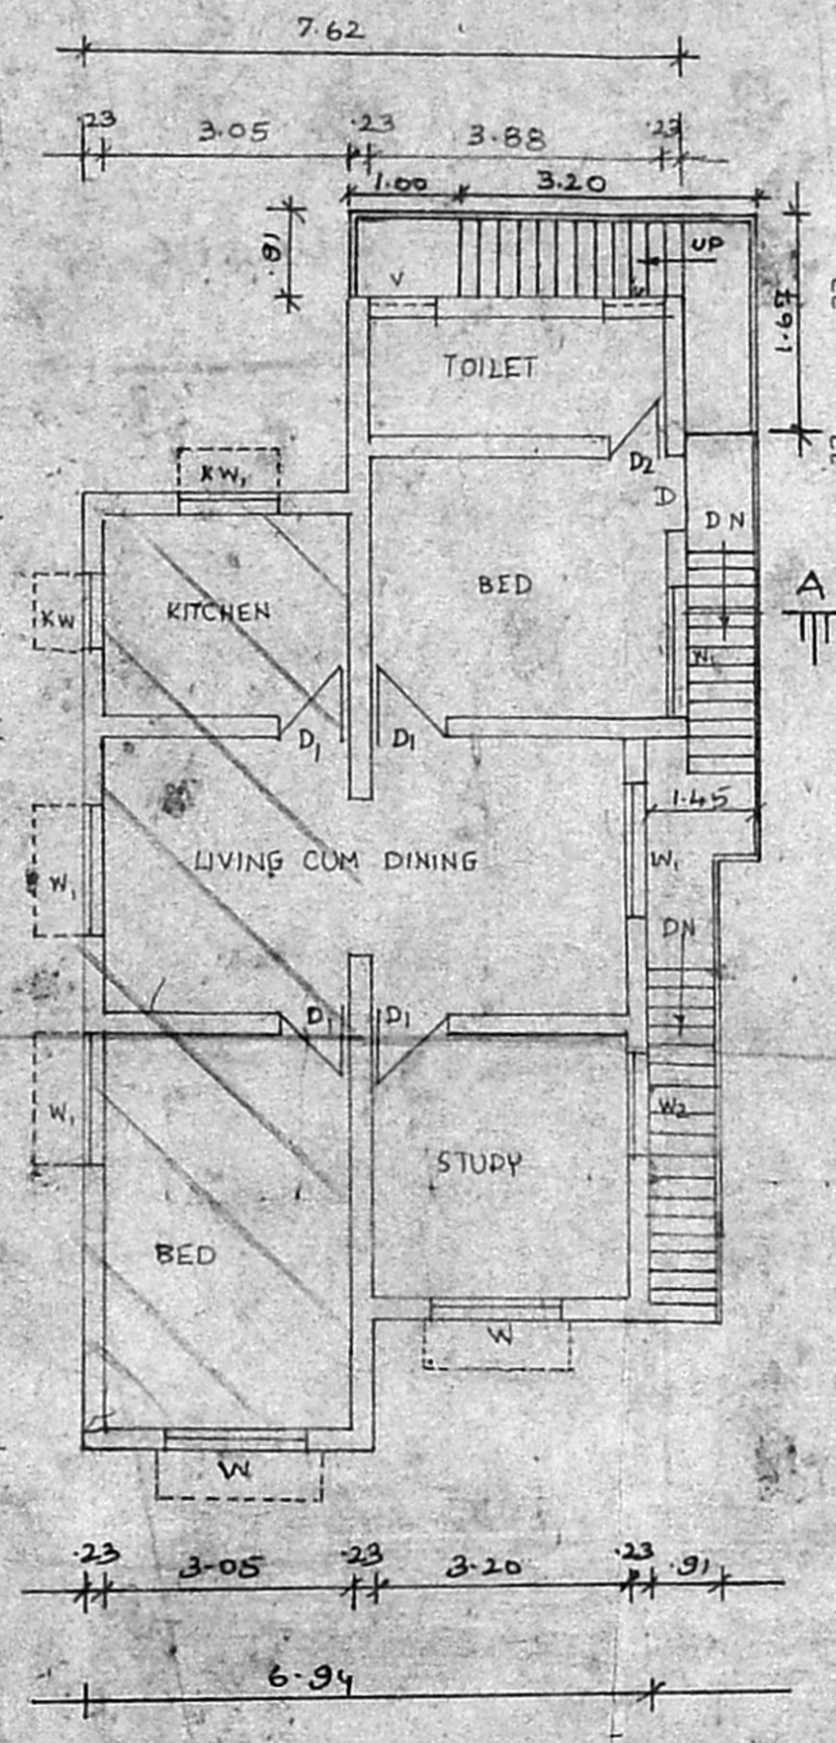 7.62
.23 3.05 .23 3.88 .23
1.00 3.20
.91
UP
V
V
1.97
TOILET
D2
D
KW1
DN
BED
A
KW
KITCHEN
W1
D1 D1
1.45
LIVING CUM DINING
W1
W1
DN
D1 D1
W1
W2
STUDY
BED
W
W
.23 3.05 .23 3.20 .23 .91
6.94